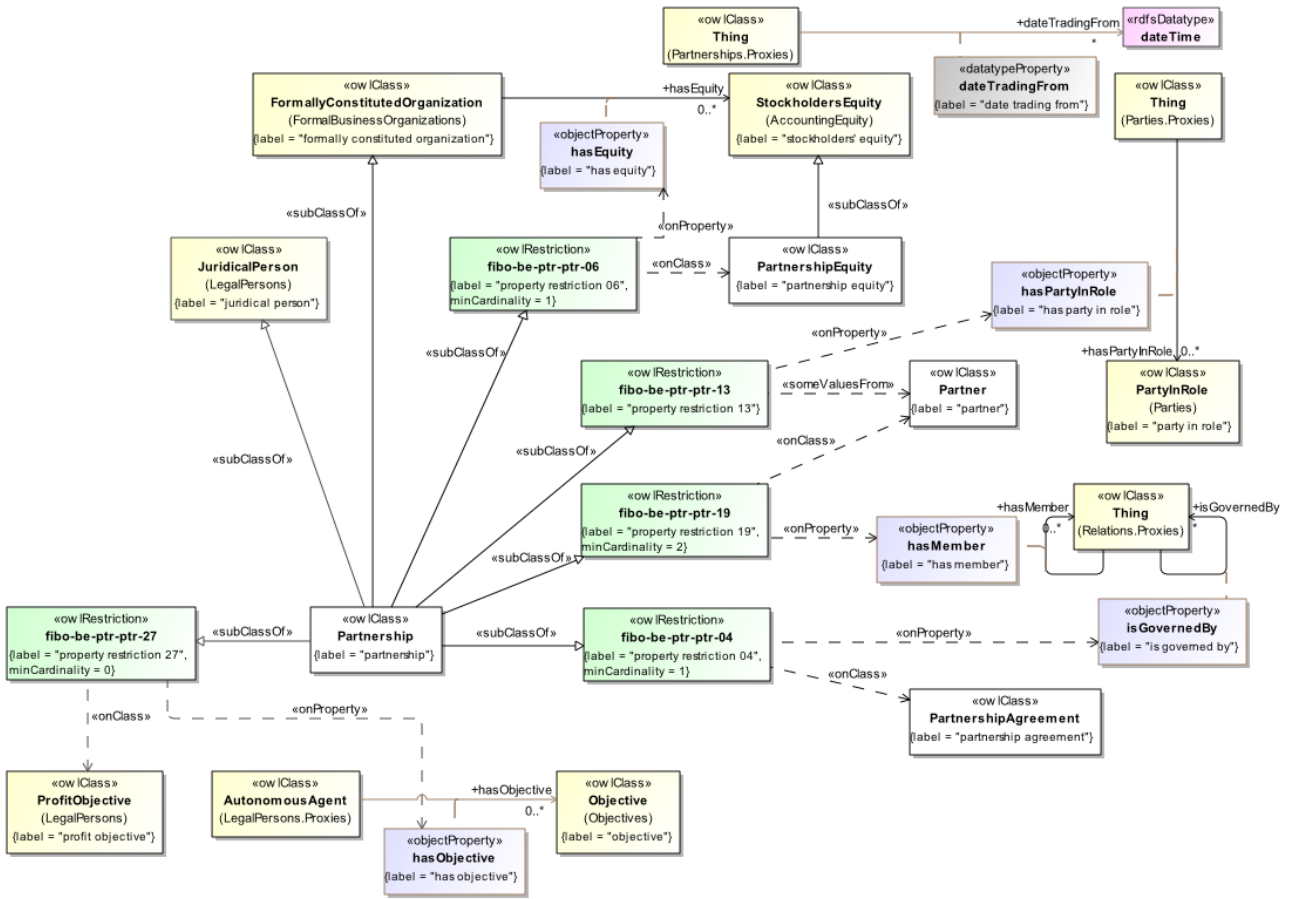 «owlClass»
Thing
(Partnerships.Proxies)
+dateTradingFrom
*
«rdfsDatatype»
dateTime
«datatypeProperty»
dateTradingFrom
{label = "date trading from"}
«owlClass»
FormallyConstitutedOrganization
(FormalBusinessOrganizations)
{label = "formally constituted organization"}
+hasEquity
0..*
«owlClass»
StockholdersEquity
(AccountingEquity)
{label = "stockholders' equity"}
«owlClass»
Thing
(Parties.Proxies)
«objectProperty»
hasEquity
{label = "has equity"}
«subClassOf»
«subClassOf»
«onProperty»
«owlClass»
JuridicalPerson
(LegalPersons)
{label = "juridical person"}
«owlRestriction»
fibo-be-ptr-ptr-06
{label = "property restriction 06",
minCardinality = 1}
«onClass»
«owlClass»
PartnershipEquity
{label = "partnership equity"}
«objectProperty»
hasPartyInRole
{label = "has party in role"}
«onProperty»
«subClassOf»
+hasPartyInRole
0..*
«owlRestriction»
fibo-be-ptr-ptr-13
{label = "property restriction 13"}
«someValuesFrom»
«owlClass»
Partner
{label = "partner"}
«owlClass»
PartyInRole
(Parties)
{label = "party in role"}
«onClass»
«subClassOf»
«subClassOf»
«owlRestriction»
fibo-be-ptr-ptr-19
{label = "property restriction 19",
minCardinality = 2}
«onProperty»
«objectProperty»
hasMember
{label = "has member"}
+hasMember
0..*
«owlClass»
Thing
(Relations.Proxies)
+isGovernedBy
*
«subClassOf»
«owlRestriction»
fibo-be-ptr-ptr-27
{label = "property restriction 27",
minCardinality = 0}
«subClassOf»
«owlClass»
Partnership
{label = "partnership"}
«subClassOf»
«owlRestriction»
fibo-be-ptr-ptr-04
{label = "property restriction 04",
minCardinality = 1}
«onProperty»
«objectProperty»
isGovernedBy
{label = "is governed by"}
«onClass»
«owlClass»
PartnershipAgreement
{label = "partnership agreement"}
«onClass»
«onProperty»
«owlClass»
ProfitObjective
(LegalPersons)
{label = "profit objective"}
«owlClass»
AutonomousAgent
(LegalPersons.Proxies)
+hasObjective
0..*
«owlClass»
Objective
(Objectives)
{label = "objective"}
«objectProperty»
hasObjective
{label = "has objective"}